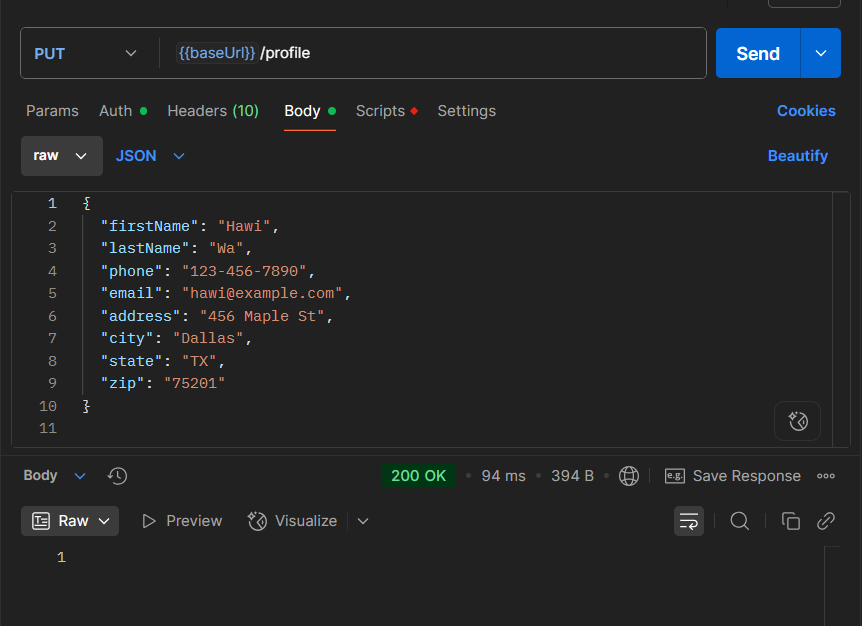 PUT {{baseUrl}} /profile Send
Params Auth Headers (10) Body Scripts Settings Cookies
raw JSON Beautify
1 {
2 "firstName": "Hawi",
3 "lastName": "Wa",
4 "phone": "123-456-7890",
5 "email": "hawi@example.com",
6 "address": "456 Maple St",
7 "city": "Dallas",
8 "state": "TX",
9 "zip": "75201"
10 }
11
Body 200 OK • 94 ms • 394 B • e.g. Save Response
Raw Preview Visualize
1